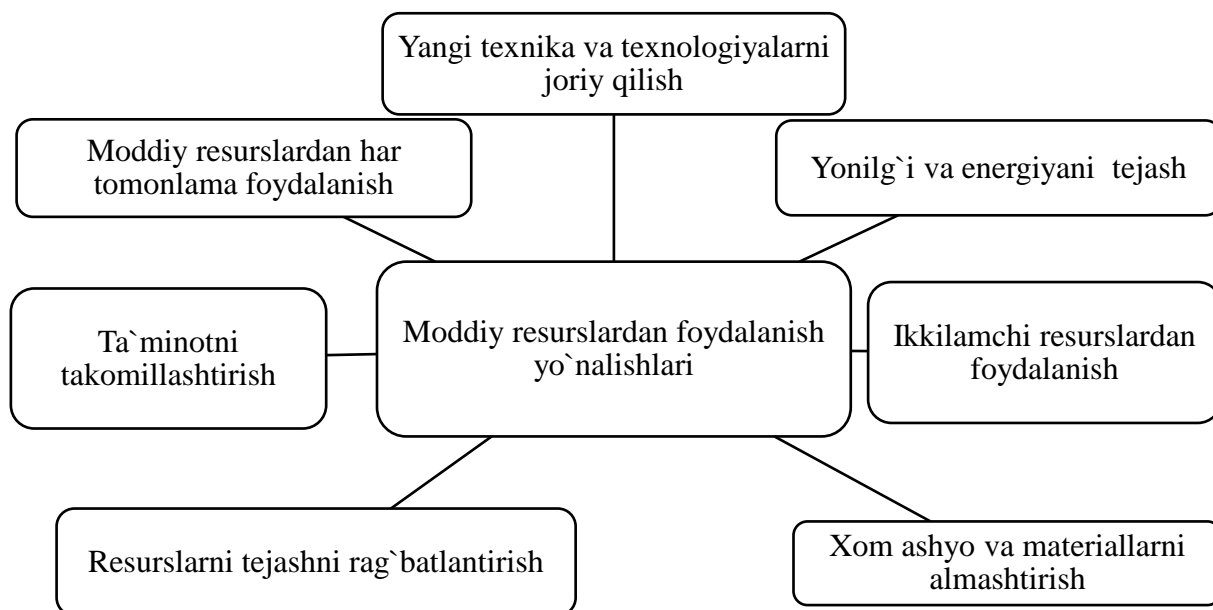 Yangi texnika va texnologiyalarni
joriy qilish
Moddiy resurslardan har
tomonlama foydalanish
Yonilg`i va energiyani  tejash
Ta`minotni
takomillashtirish
Moddiy resurslardan foydalanish
yo`nalishlari
Ikkilamchi resurslardan
foydalanish
Resurslarni tejashni rag`batlantirish
Xom ashyo va materiallarni
almashtirish